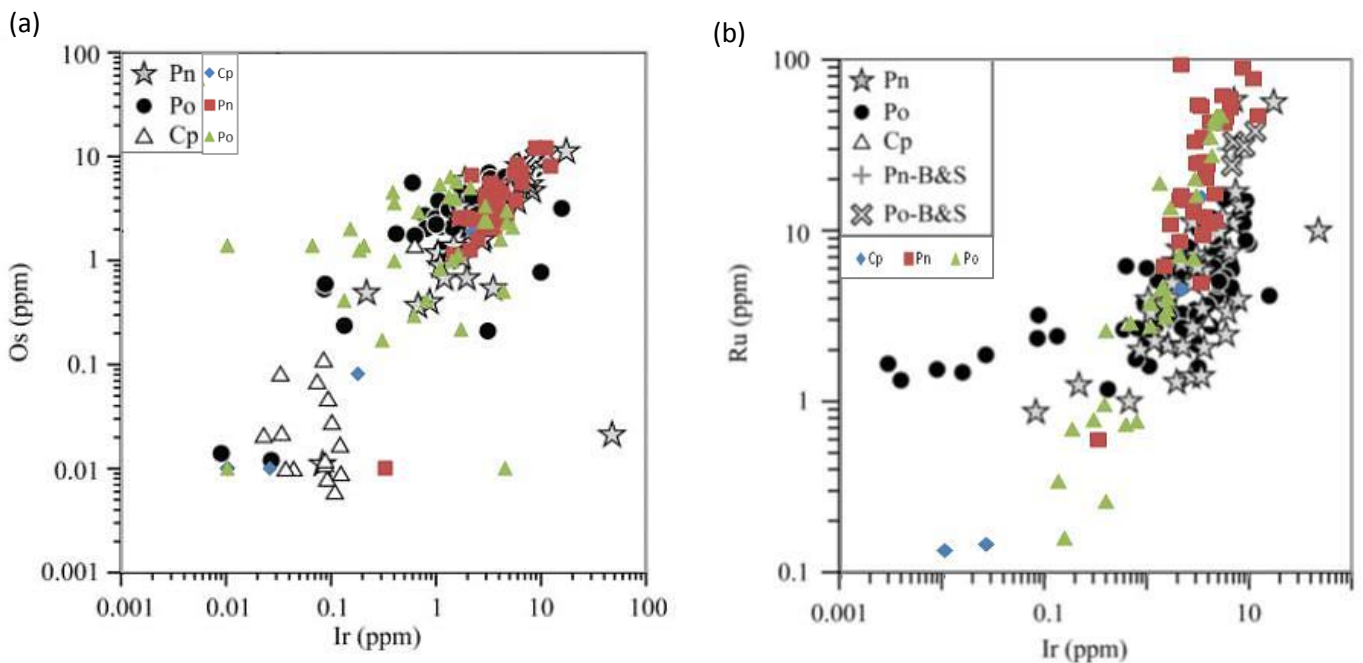 (a)
100
10
1
0.1
0.01
0.001
Os (ppm)
Pn
Po
Cp
Cp
Pn
Po
0.001 0.01 0.1 1 10 100
Ir (ppm)
(b)
100
10
1
0.1
Ru (ppm)
Pn
Po
Cp
Pn-B&S
Po-B&S
Cp Pn Po
0.001 0.1 10
Ir (ppm)